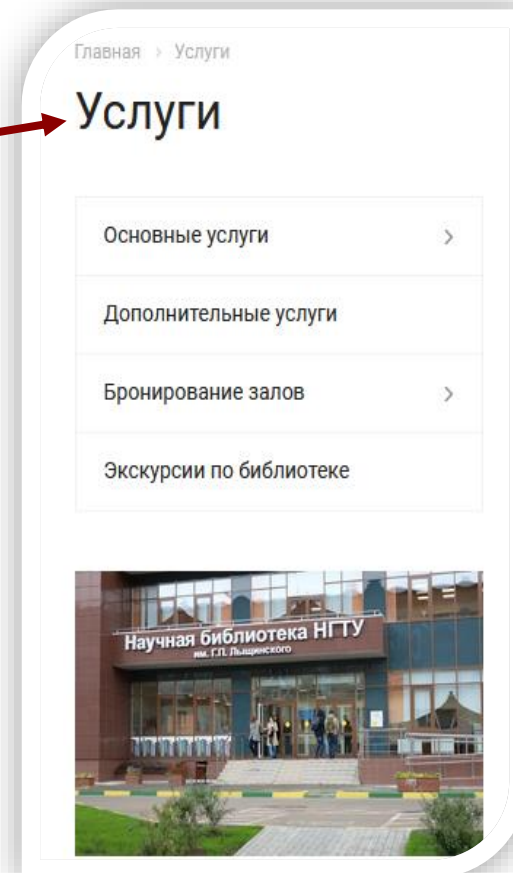 Главная › Услуги
Услуги
Основные услуги
Дополнительные услуги
Бронирование залов
Экскурсии по библиотеке
Научная библиотека НГТУ
им. Г.П. Лыщинского